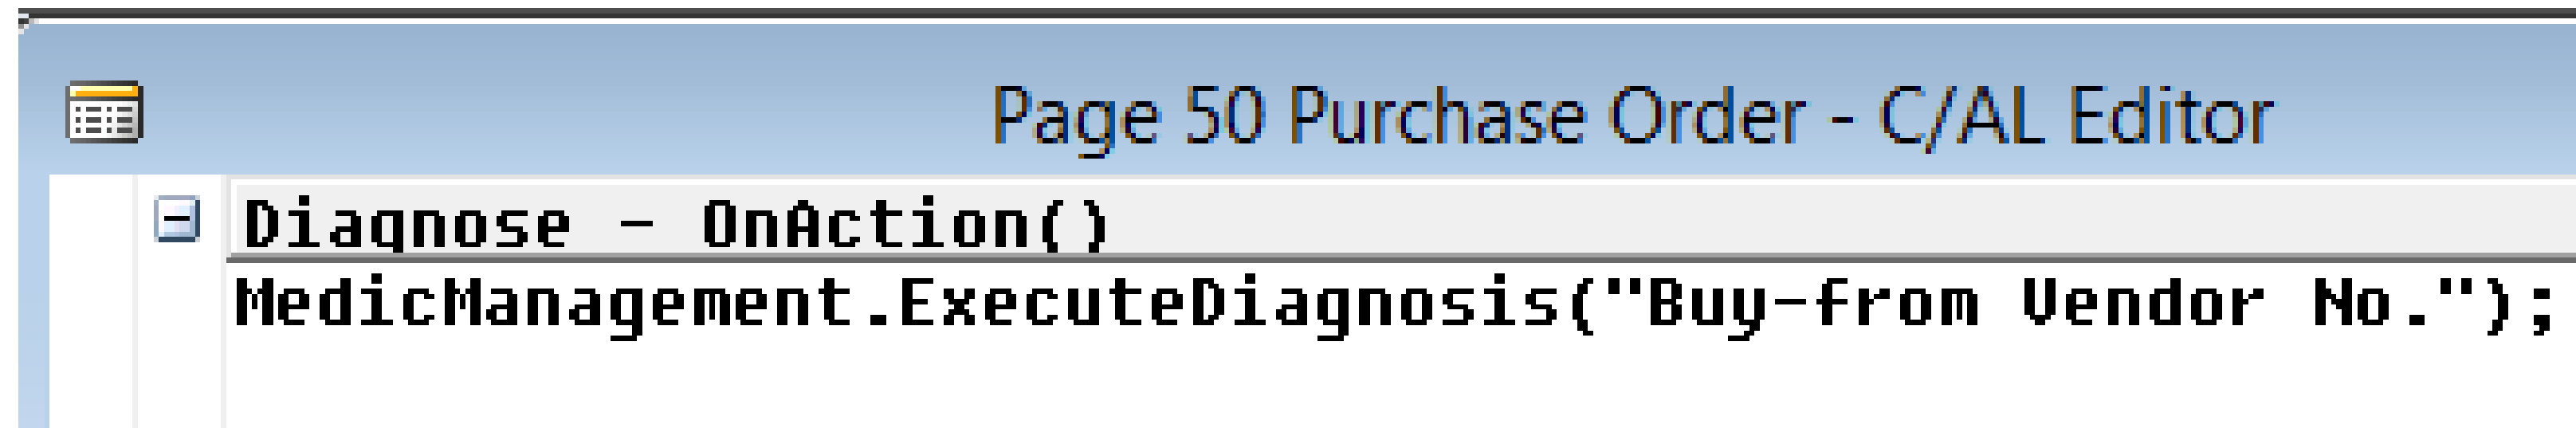 Page 50 Purchase Order - C/AL Editor
Diagnose - OnAction()
MedicManagement.ExecuteDiagnosis("Buy-from Vendor No.");